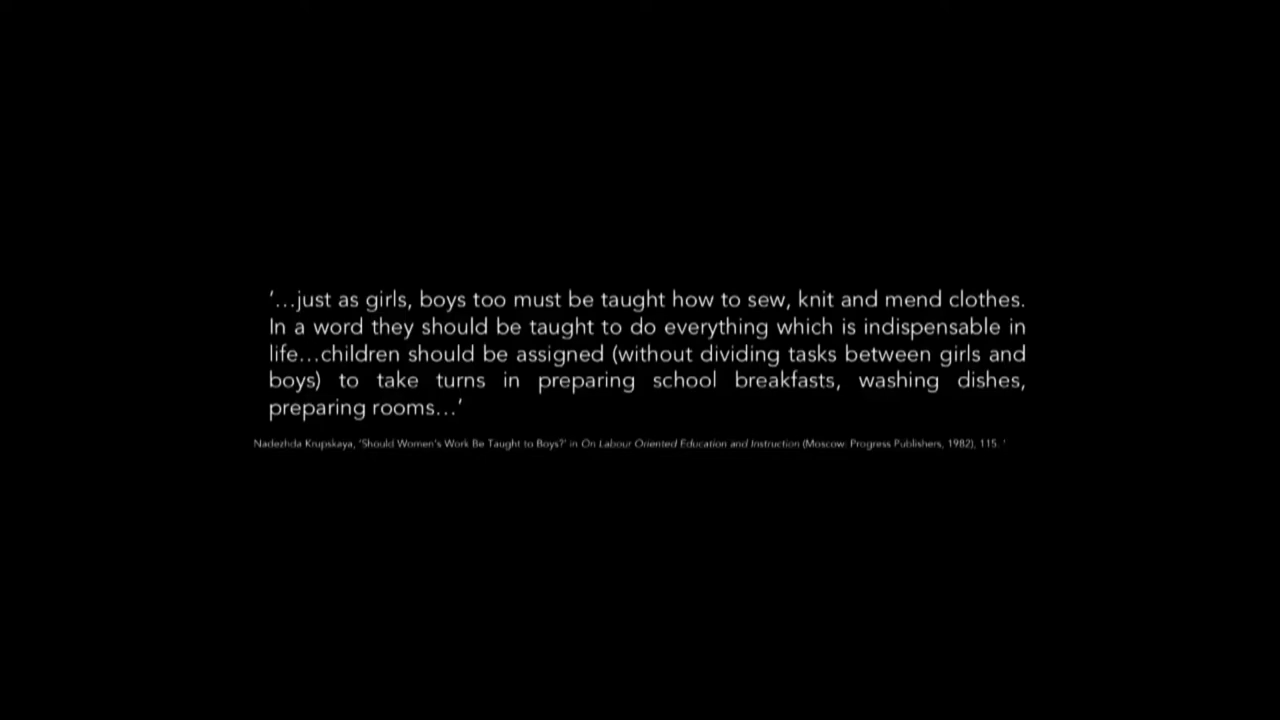 ‘…just as girls, boys too must be taught how to sew, knit and mend clothes.
In a word they should be taught to do everything which is indispensable in
life…children should be assigned (without dividing tasks between girls and
boys) to take turns in preparing school breakfasts, washing dishes,
preparing rooms…’
Nadezhda Krupskaya, ‘Should Women’s Work Be Taught to Boys?’ in On Labour Oriented Education and Instruction (Moscow: Progress Publishers, 1982), 115. ‘